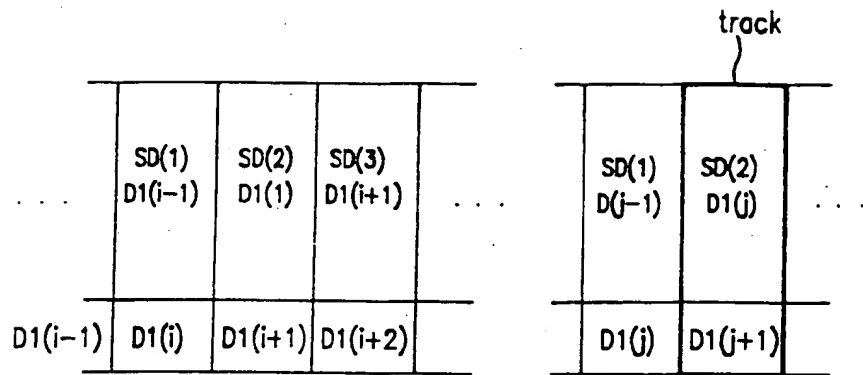 track
SD(1) SD(2) SD(3) SD(1) SD(2)
. . . D1(i-1) D1(1) D1(i+1) . . . D(j-1) D1(j) . . .
D1(i-1) D1(i) D1(i+1) D1(i+2) D1(j) D1(j+1)